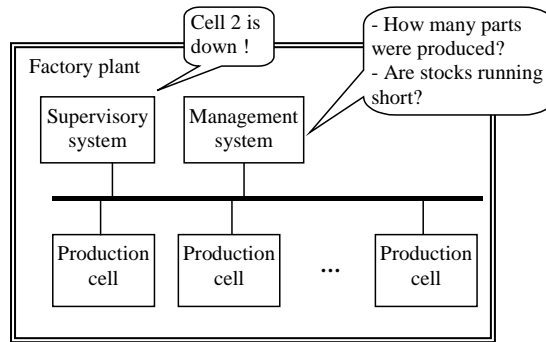 Cell 2 is
down !
- How many parts
were produced?
- Are stocks running
short?
Factory plant
Supervisory
system
Management
system
Production
cell
Production
cell
...
Production
cell